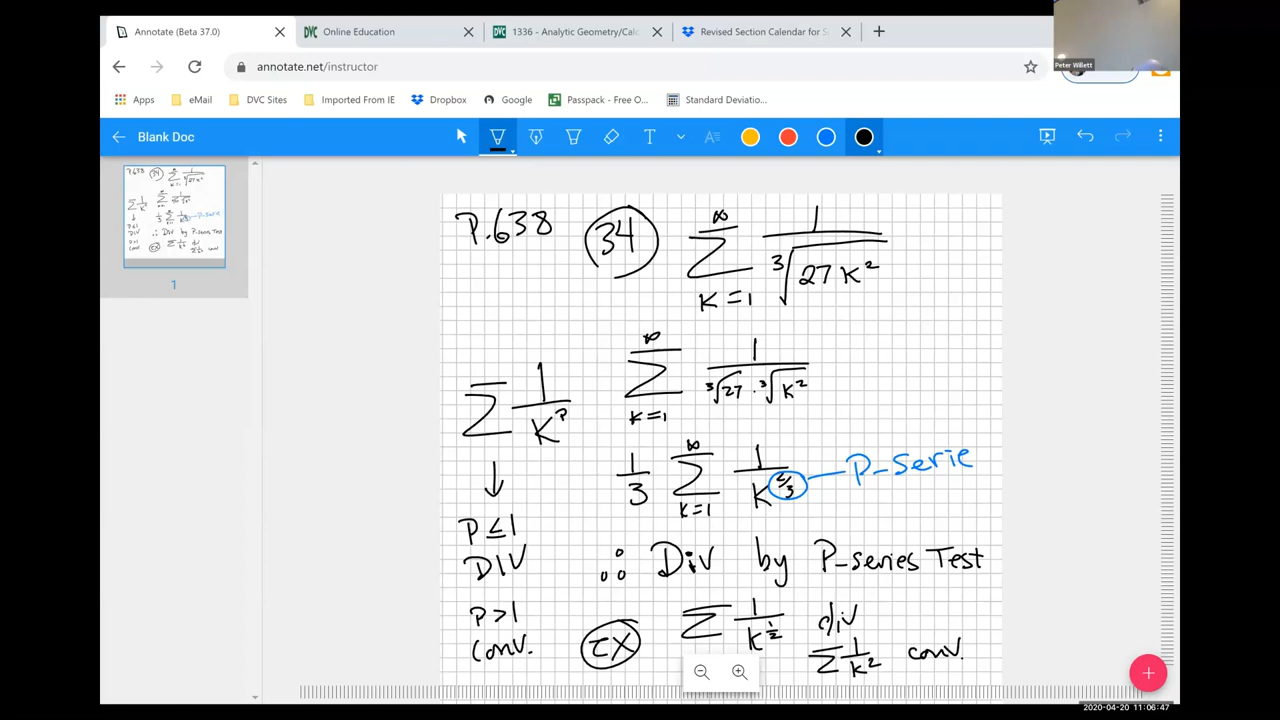 Annotate (Beta 37.0)
Online Education
1336 - Analytic Geometry/Calc
Revised Section Calendar for S
Peter Willett
annotate.net/instructor
Apps eMail DVC Sites Imported From IE Dropbox Google Passpack - Free O... Standard Deviatio...
Blank Doc
1
P.638 (34) ∞ Σ K=1 1/∛(27K²)
∞ Σ K=1 1/(∛27 · ∛K²)
Σ 1/K^P
↓
P ≤ 1
DIV
P > 1
Conv.
1/3 ∞ Σ K=1 1/K^(2/3) — P-Serie
∴ Div by P-series Test
EX Σ 1/K^(1/2) div
Σ 1/K² conv.
2020-04-20 11:06:47